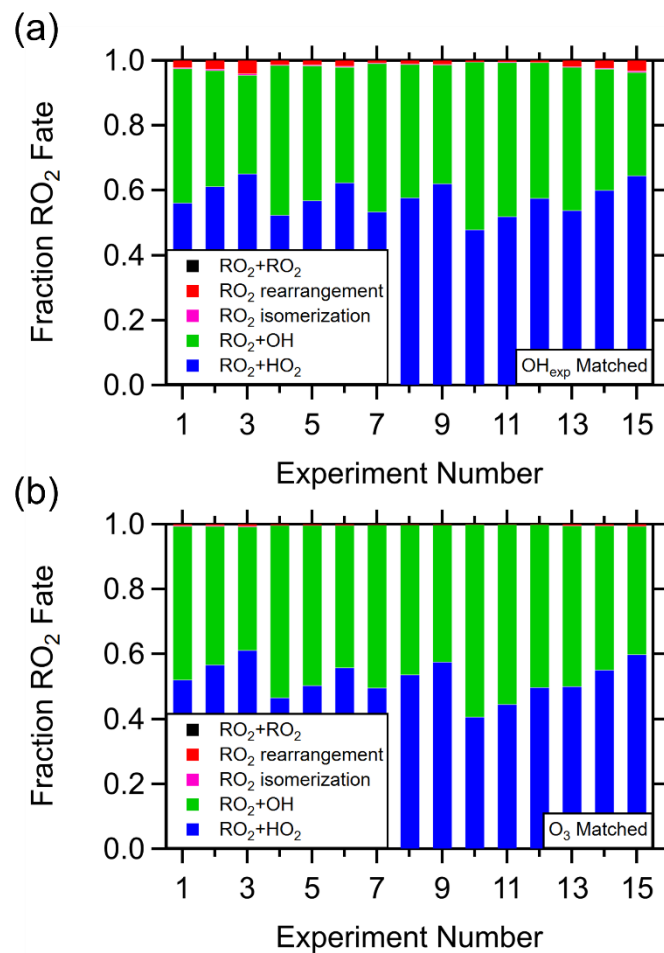 (a)
1.0
0.8
0.6
0.4
0.2
0.0
Fraction RO₂ Fate
RO₂+RO₂
RO₂ rearrangement
RO₂ isomerization
RO₂+OH
RO₂+HO₂
OHₑₓₚ Matched
1 3 5 7 9 11 13 15
Experiment Number
(b)
1.0
0.8
0.6
0.4
0.2
0.0
Fraction RO₂ Fate
RO₂+RO₂
RO₂ rearrangement
RO₂ isomerization
RO₂+OH
RO₂+HO₂
O₃ Matched
1 3 5 7 9 11 13 15
Experiment Number